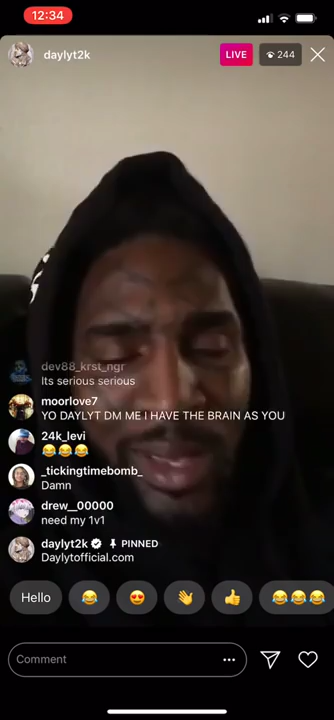 12:34
daylyt2k
LIVE
244
dev88_krst_ngr
Its serious serious
moorlove7
YO DAYLYT DM ME I HAVE THE BRAIN AS YOU
24k_levi
😂😂😂
_tickingtimebomb_
Damn
drew__00000
need my 1v1
daylyt2k PINNED
Daylytofficial.com
Hello
Comment